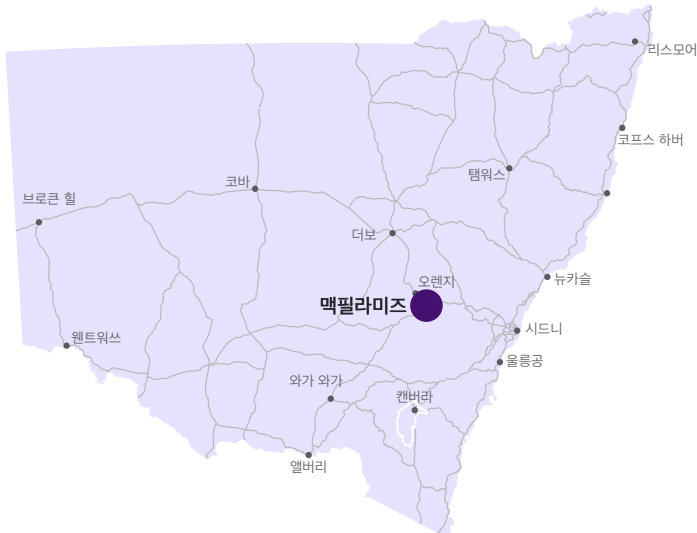 리스모어
코프스 하버
탬워스
코바
브로큰 힐
더보
오렌지
뉴카슬
맥필라미즈
시드니
웬트워쓰
울릉공
와가 와갸
캔버라
앨버리